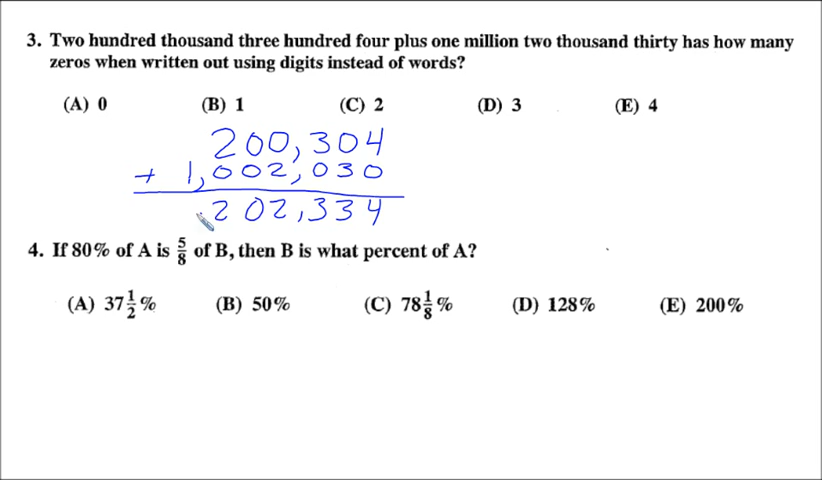 3. Two hundred thousand three hundred four plus one million two thousand thirty has how many
zeros when written out using digits instead of words?
(A) 0 (B) 1 (C) 2 (D) 3 (E) 4
200,304
+ 1,002,030
202,334
4. If 80% of A is 5/8 of B, then B is what percent of A?
(A) 37 1/2 % (B) 50% (C) 78 1/8 % (D) 128% (E) 200%